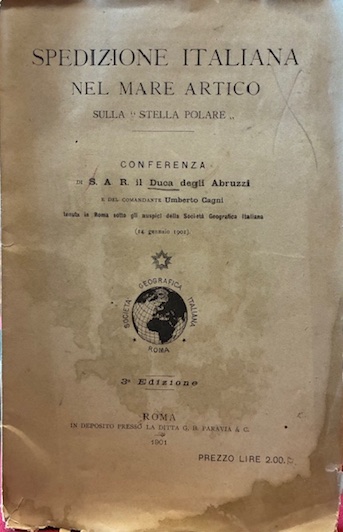 SPEDIZIONE ITALIANA
NEL MARE ARTICO
SULLA " STELLA POLARE „
CONFERENZA
DI S. A. R. il Duca degli Abruzzi
E DEL COMANDANTE Umberto Cagni
tenuta in Roma sotto gli auspici della Società Geografica Italiana
(14 gennaio 1901)
SOCIETÀ GEOGRAFICA ITALIANA
ROMA
3ª Edizione
ROMA
IN DEPOSITO PRESSO LA DITTA G. B. PARAVIA & C.
1901
PREZZO LIRE 2.00